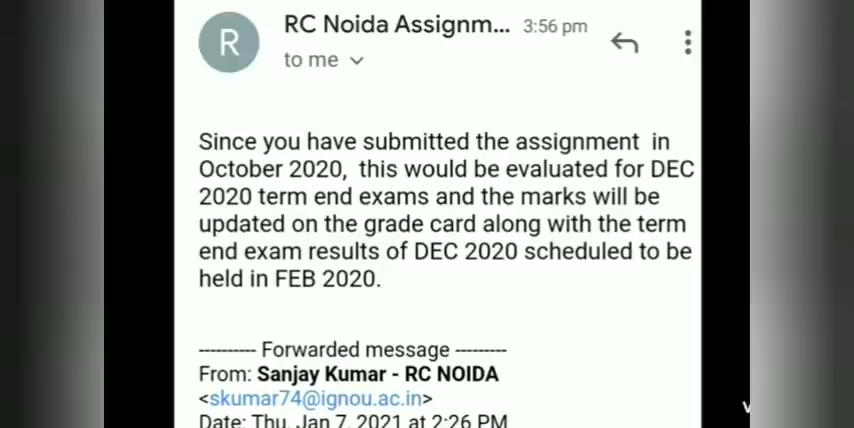 R
RC Noida Assignm... 3:56 pm
to me
Since you have submitted the assignment in
October 2020, this would be evaluated for DEC
2020 term end exams and the marks will be
updated on the grade card along with the term
end exam results of DEC 2020 scheduled to be
held in FEB 2020.
---------- Forwarded message ---------
From: Sanjay Kumar - RC NOIDA
<skumar74@ignou.ac.in>
Date: Thu, Jan 7, 2021 at 2:26 PM